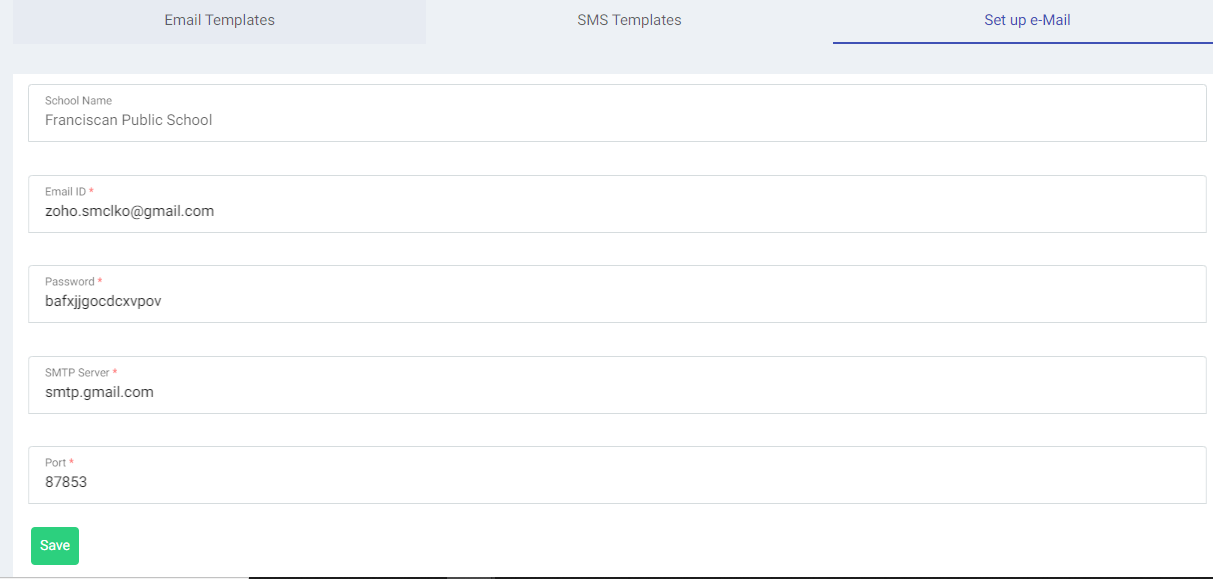 Email Templates
SMS Templates
Set up e-Mail
School Name
Franciscan Public School
Email ID *
zoho.smclko@gmail.com
Password *
bafxjjgocdcxvpov
SMTP Server *
smtp.gmail.com
Port *
87853
Save